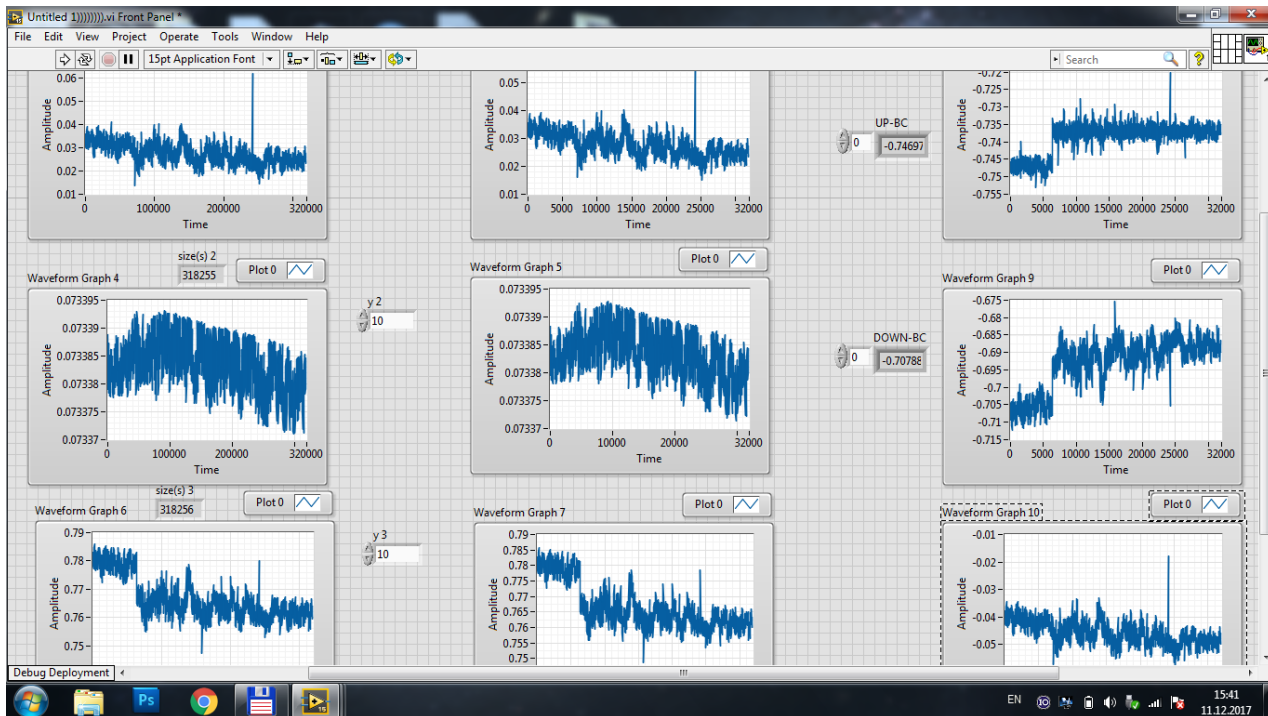 Untitled 1)))))))).vi Front Panel *
File Edit View Project Operate Tools Window Help
15pt Application Font
Search
Amplitude
0.06
0.05
0.04
0.03
0.02
0.01
0 100000 200000 320000
Time
Amplitude
0.05
0.04
0.03
0.02
0.01
0 5000 10000 15000 20000 25000 32000
Time
UP-BC
0
-0.74697
Amplitude
-0.72
-0.73
-0.735
-0.74
-0.745
-0.75
-0.755
0 5000 10000 15000 20000 25000 32000
Time
size(s) 2
318255
Plot 0
Waveform Graph 4
Amplitude
0.073395
0.07339
0.073385
0.07338
0.073375
0.07337
0 100000 200000 320000
Time
y 2
10
Plot 0
Waveform Graph 5
Amplitude
0.073395
0.07339
0.073385
0.07338
0.073375
0.07337
0 10000 20000 32000
Time
DOWN-BC
0
-0.70788
Plot 0
Waveform Graph 9
Amplitude
-0.675
-0.685
-0.69
-0.695
-0.7
-0.705
-0.71
-0.715
0 5000 10000 15000 20000 25000 32000
Time
size(s) 3
318256
Plot 0
Waveform Graph 6
Amplitude
0.79
0.78
0.77
0.76
0.75
y 3
10
Plot 0
Waveform Graph 7
Amplitude
0.79
0.785
0.78
0.775
0.77
0.765
0.76
0.755
0.75
Plot 0
Waveform Graph 10
Amplitude
-0.01
-0.02
-0.03
-0.04
-0.05
Debug Deployment
Ps
15
EN
10
15:41
11.12.2017